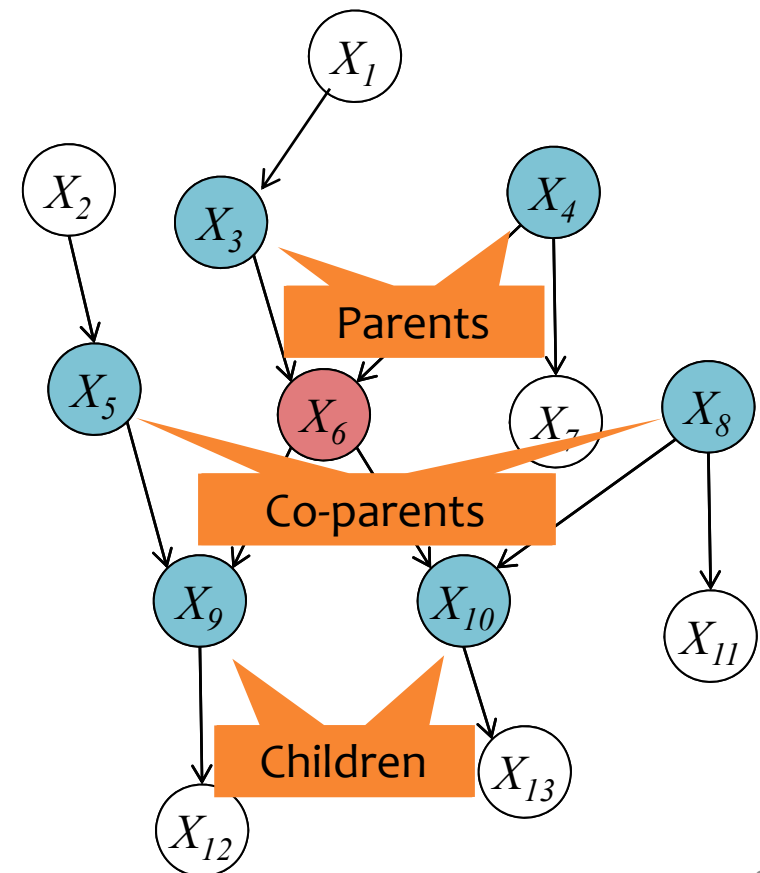 X1
X2
X3
X4
Parents
X5
X6
X7
X8
Co-parents
X9
X10
X11
Children
X13
X12